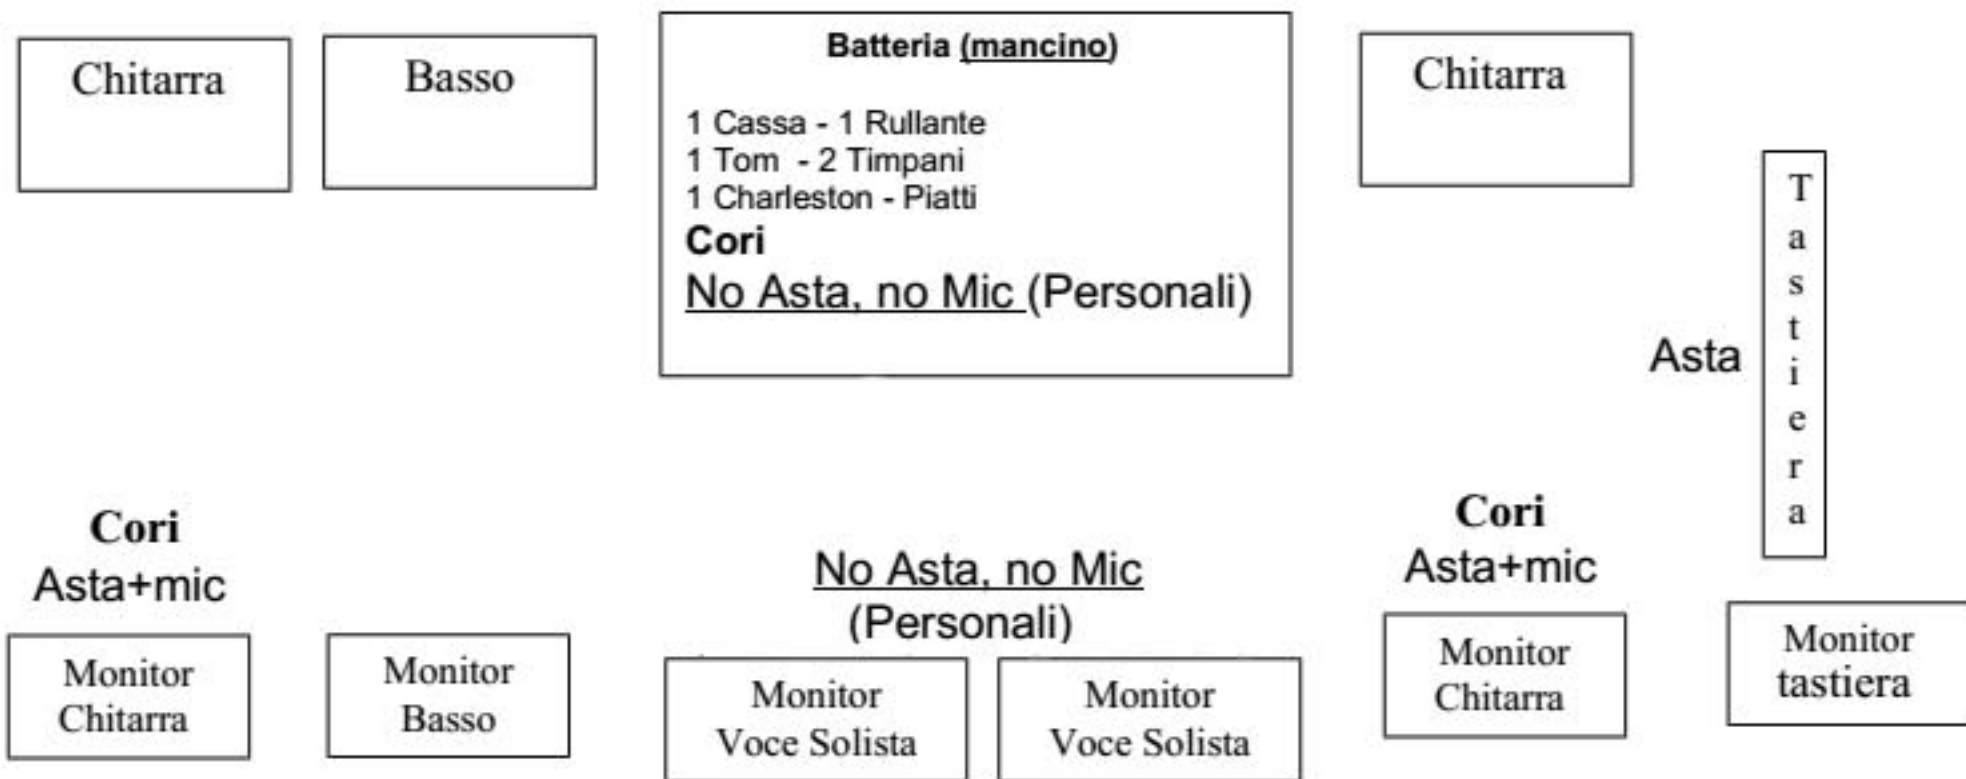 Chitarra
Basso
Batteria (mancino)
1 Cassa - 1 Rullante
1 Tom - 2 Timpani
1 Charleston - Piatti
Cori
No Asta, no Mic (Personali)
Chitarra
Asta
Tastiera
Cori
Asta+mic
No Asta, no Mic
(Personali)
Cori
Asta+mic
Monitor
Chitarra
Monitor
Basso
Monitor
Voce Solista
Monitor
Voce Solista
Monitor
Chitarra
Monitor
tastiera